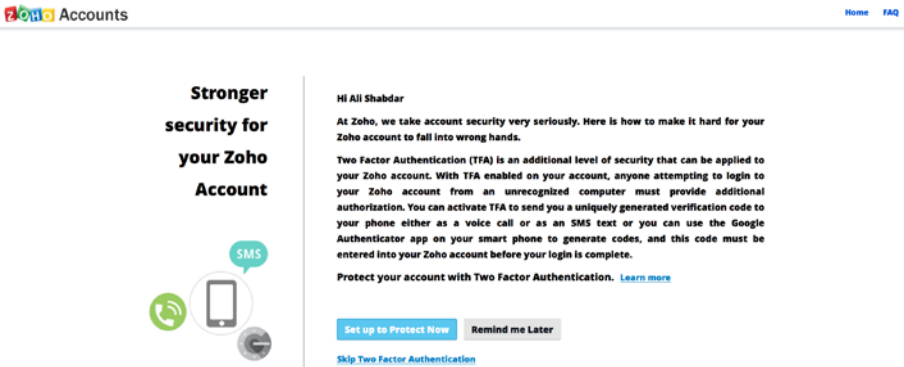 ZOHO Accounts
Home FAQ
Stronger
security for
your Zoho
Account
SMS
Hi Ali Shabdar
At Zoho, we take account security very seriously. Here is how to make it hard for your
Zoho account to fall into wrong hands.
Two Factor Authentication (TFA) is an additional level of security that can be applied to
your Zoho account. With TFA enabled on your account, anyone attempting to login to
your Zoho account from an unrecognized computer must provide additional
authorization. You can activate TFA to send you a uniquely generated verification code to
your phone either as a voice call or as an SMS text or you can use the Google
Authenticator app on your smart phone to generate codes, and this code must be
entered into your Zoho account before your login is complete.
Protect your account with Two Factor Authentication. Learn more
Set up to Protect Now Remind me Later
Skip Two Factor Authentication